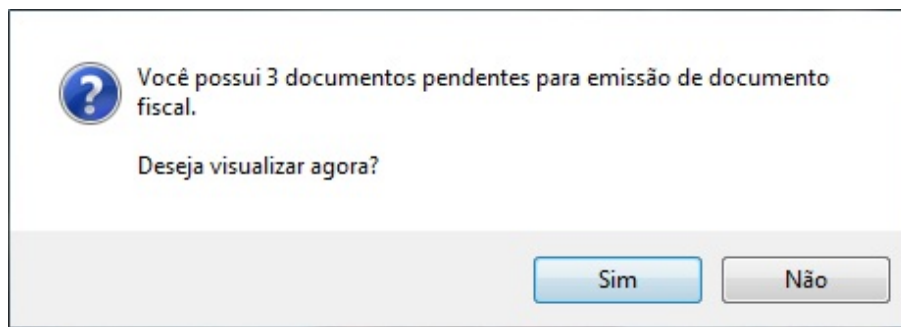 Você possui 3 documentos pendentes para emissão de documento
fiscal.
Deseja visualizar agora?
Sim
Não